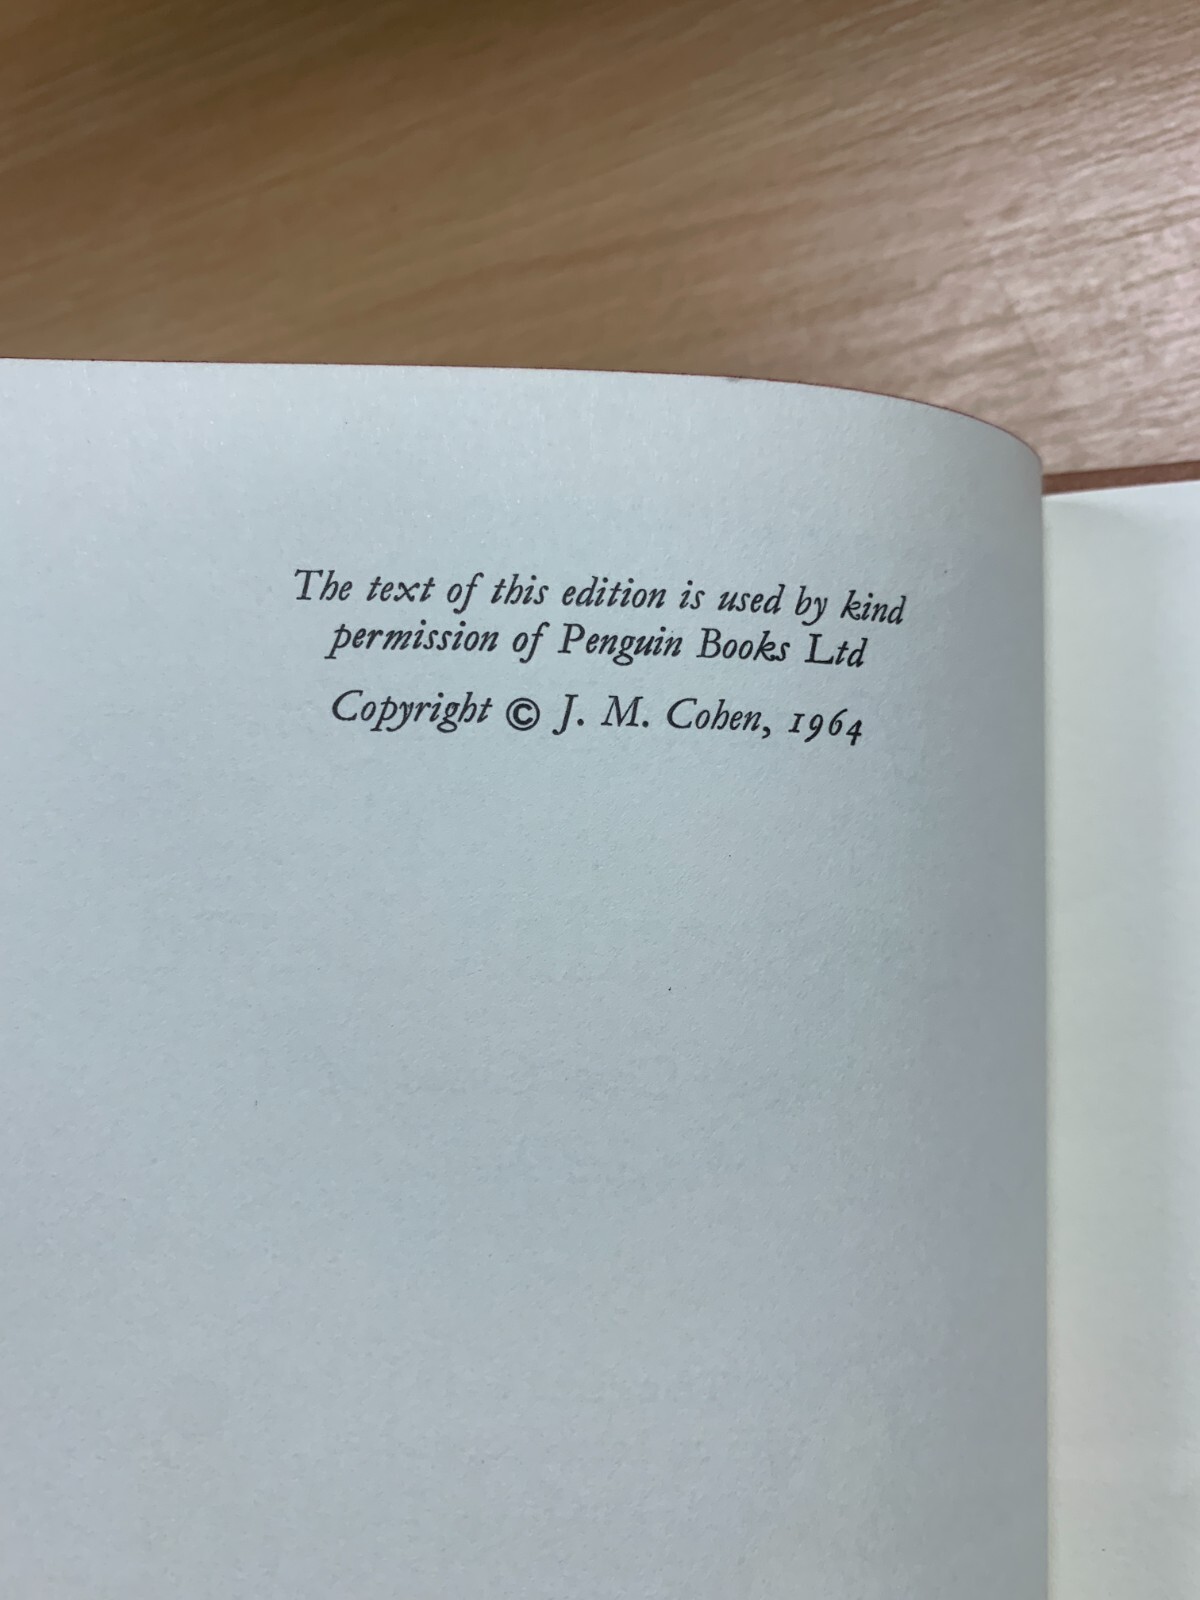 The text of this edition is used by kind
permission of Penguin Books Ltd
Copyright © J. M. Cohen, 1964